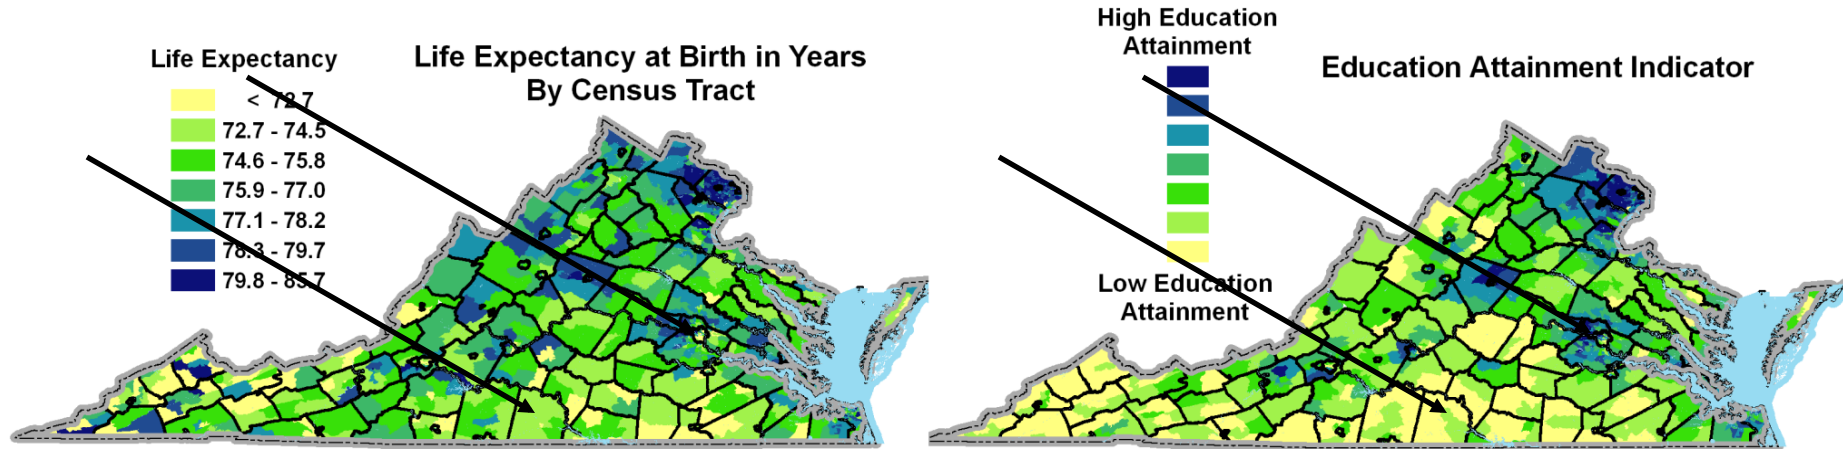 Life Expectancy
< 72.7
72.7 - 74.5
74.6 - 75.8
75.9 - 77.0
77.1 - 78.2
78.3 - 79.7
79.8 - 85.7
Life Expectancy at Birth in Years
By Census Tract
High Education
Attainment
Low Education
Attainment
Education Attainment Indicator